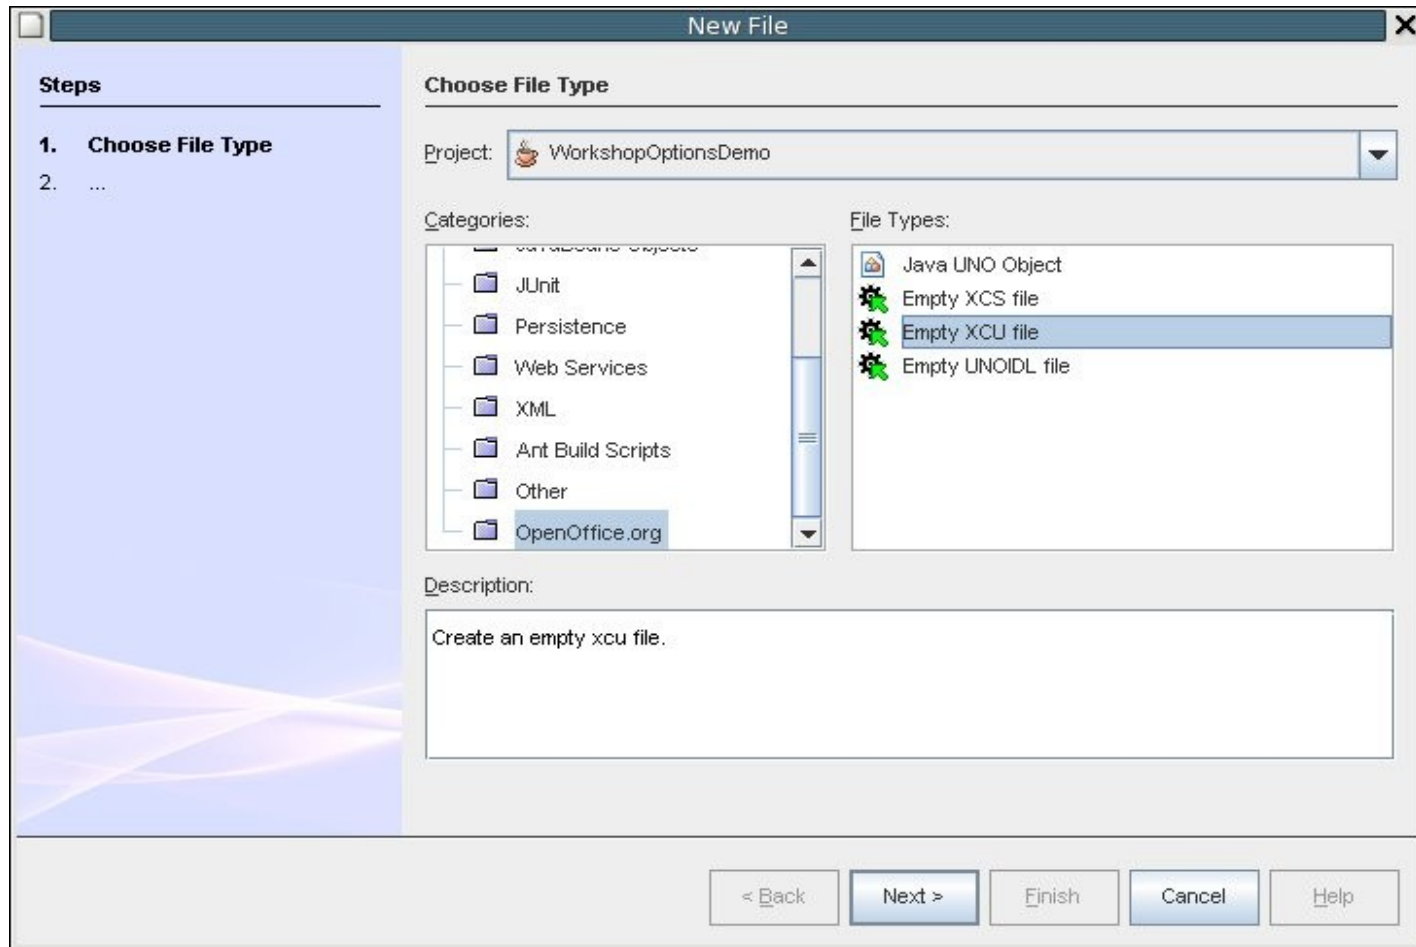 New File
Steps
1. Choose File Type
2. ...
Choose File Type
Project: WorkshopOptionsDemo
Categories:
JavaBeans Objects
JUnit
Persistence
Web Services
XML
Ant Build Scripts
Other
OpenOffice.org
File Types:
Java UNO Object
Empty XCS file
Empty XCU file
Empty UNOIDL file
Description:
Create an empty xcu file.
< Back
Next >
Finish
Cancel
Help